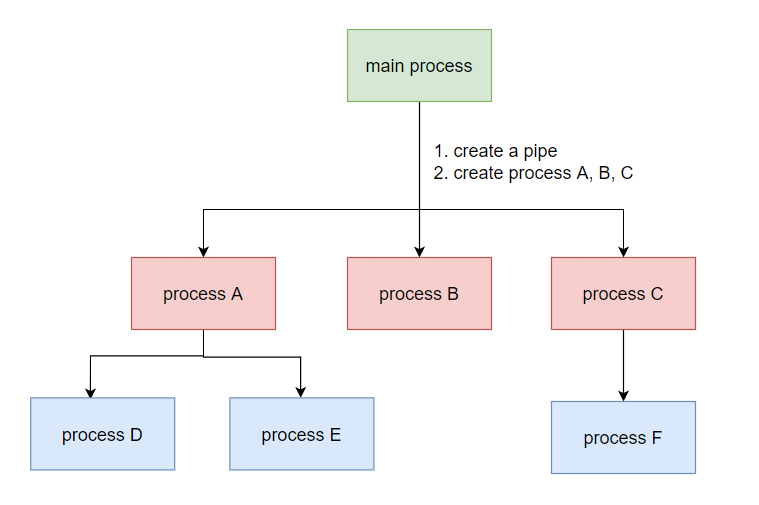 main process
1. create a pipe
2. create process A, B, C
process A
process B
process C
process D
process E
process F